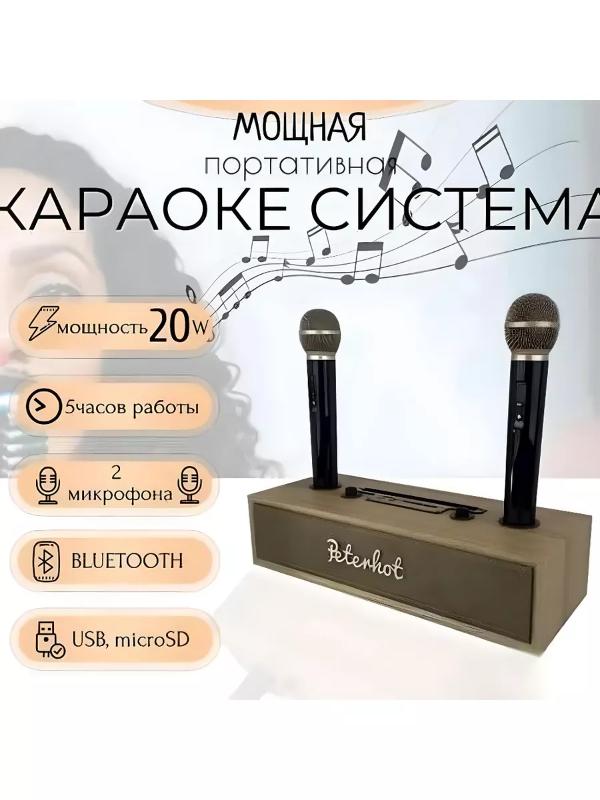 МОЩНАЯ
портативная
КАРАОКЕ СИСТЕМА
мощность 20W
5часов работы
2
микрофона
BLUETOOTH
USB, microSD
Peterhot